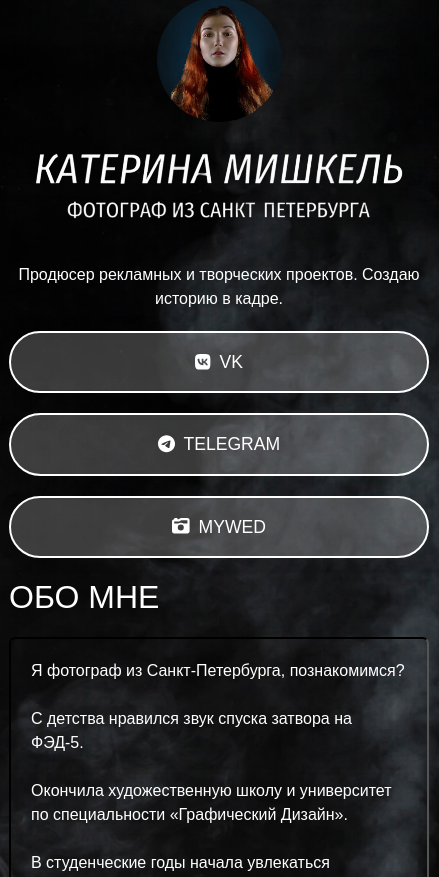 КАТЕРИНА МИШКЕЛЬ
ФОТОГРАФ ИЗ САНКТ ПЕТЕРБУРГА
Продюсер рекламных и творческих проектов. Создаю
историю в кадре.
VK
TELEGRAM
MYWED
ОБО МНЕ
Я фотограф из Санкт-Петербурга, познакомимся?
С детства нравился звук спуска затвора на
ФЭД-5.
Окончила художественную школу и университет
по специальности «Графический Дизайн».
В студенческие годы начала увлекаться